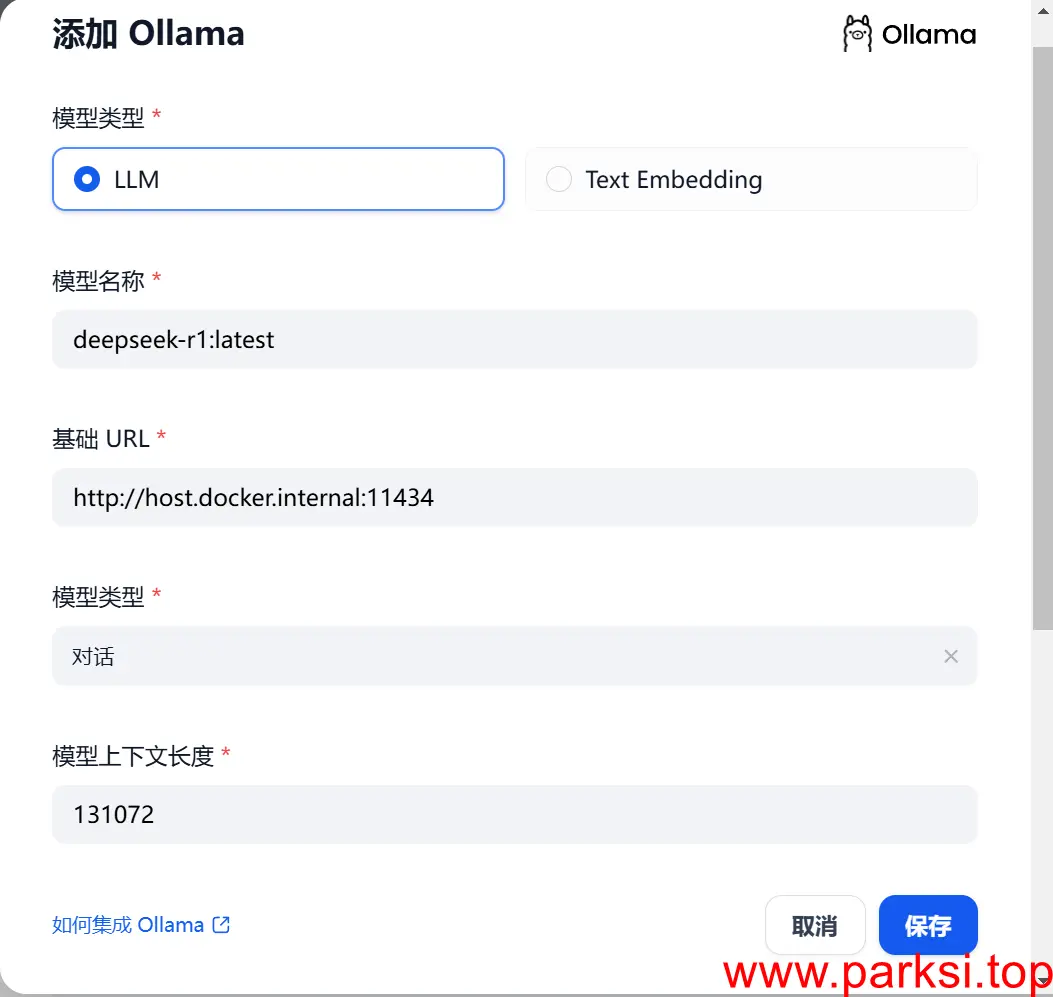 添加 Ollama
Ollama
模型类型 *
LLM
Text Embedding
模型名称 *
deepseek-r1:latest
基础 URL *
http://host.docker.internal:11434
模型类型 *
对话
模型上下文长度 *
131072
如何集成 Ollama
取消
保存
www.parksi.top